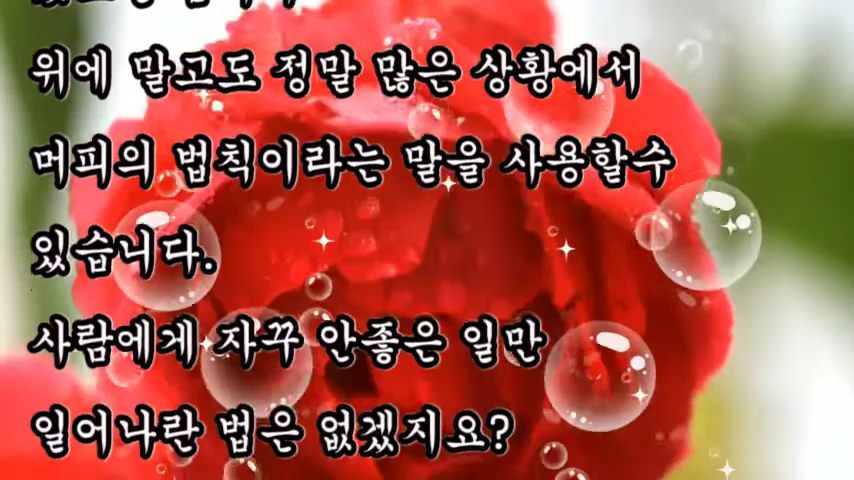 위에 말고도 정말 많은 상황에서
머피의 법칙이라는 말을 사용할수
있습니다.
사람에게 자꾸 안좋은 일만
일어나란 법은 없겠지요?